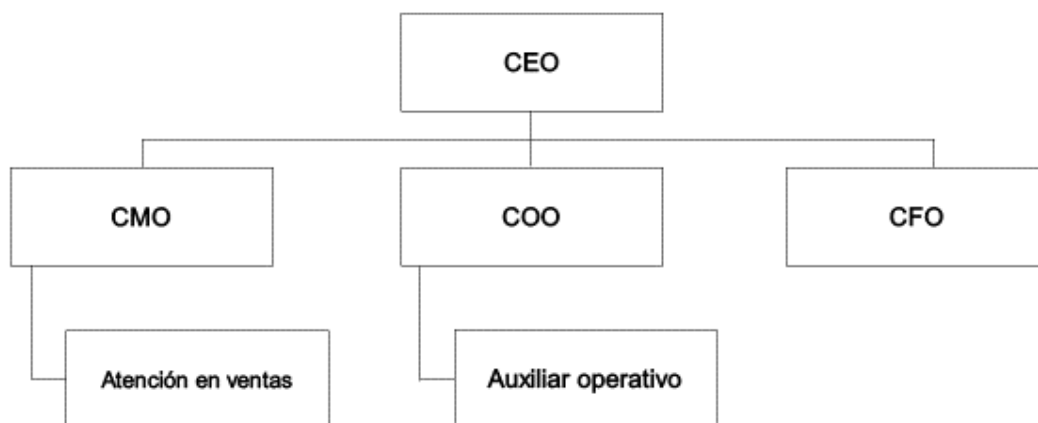 CEO
CMO
COO
CFO
Atención en ventas
Auxiliar operativo